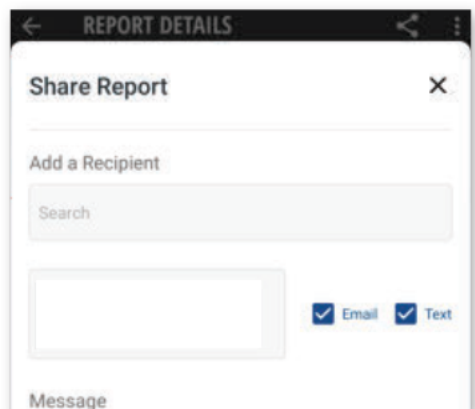 REPORT DETAILS
Share Report
Add a Recipient
Search
Email Text
Message